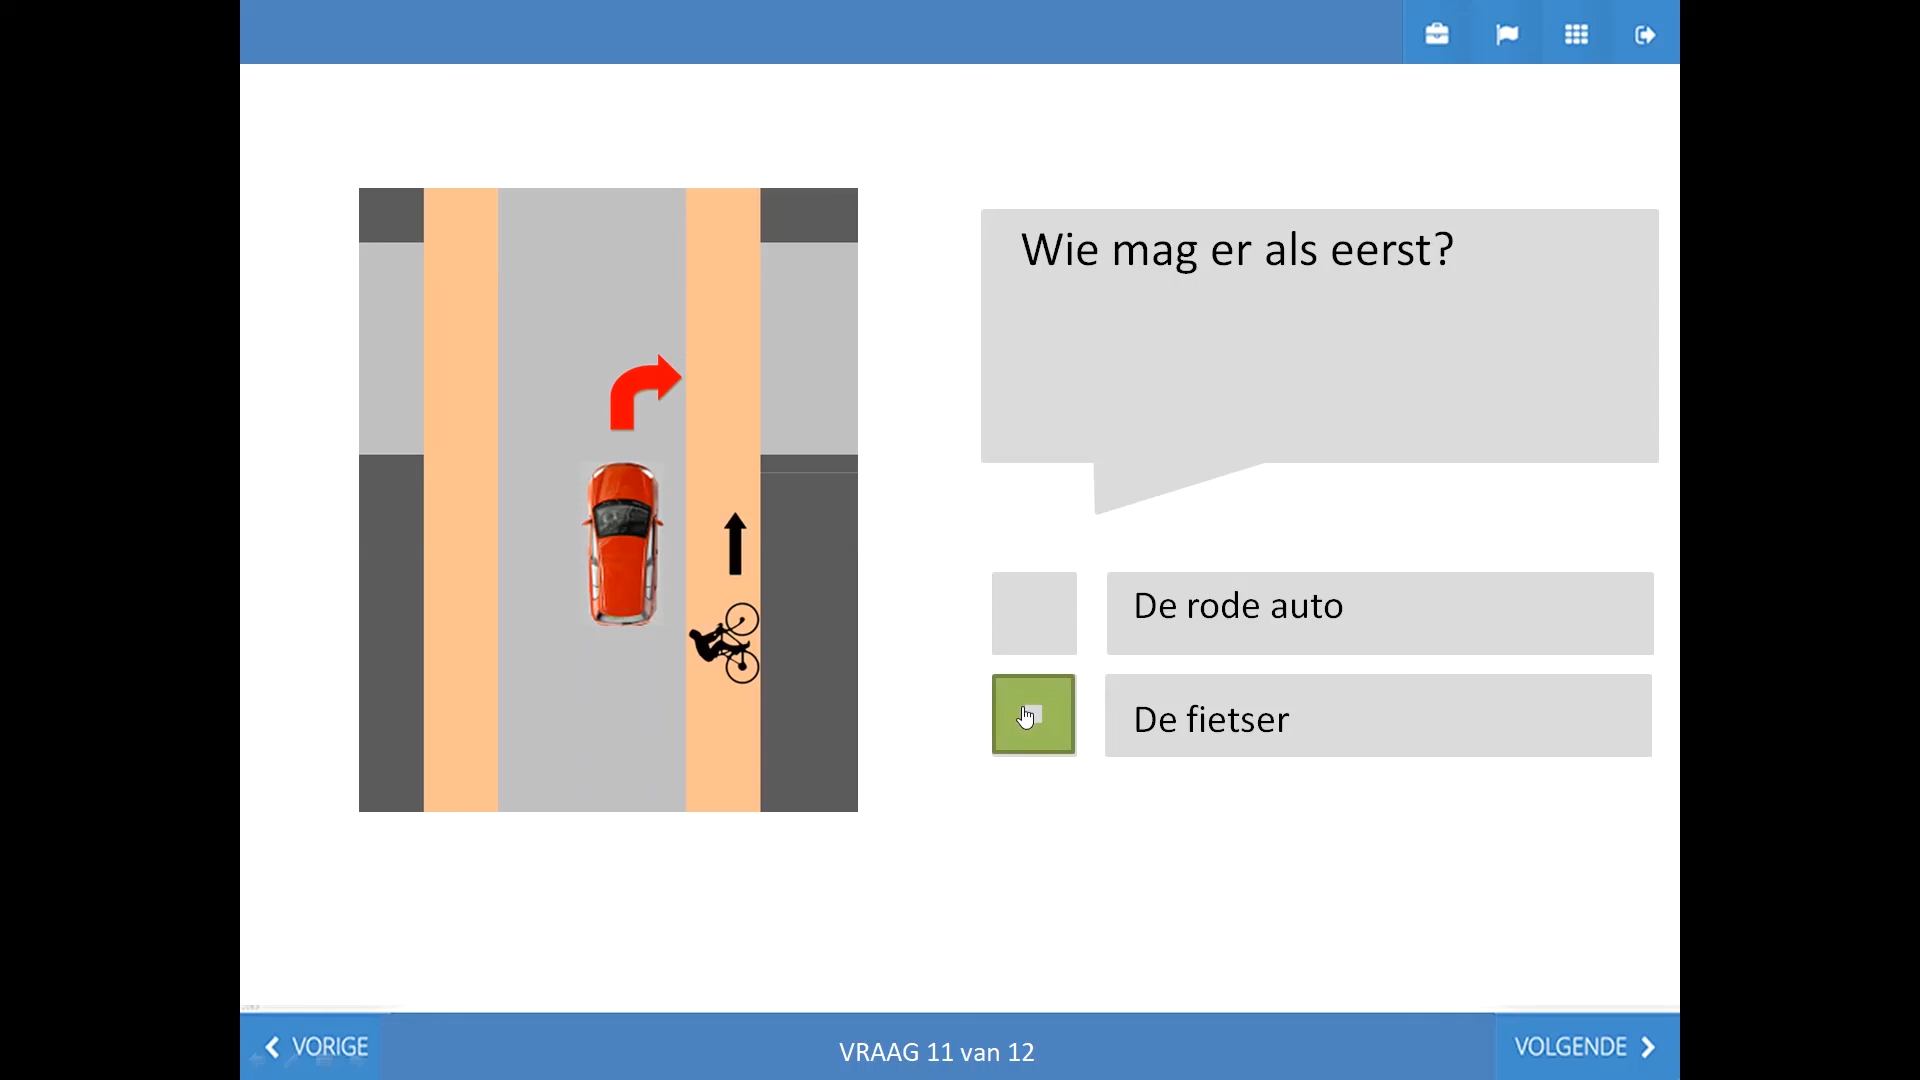 Wie mag er als eerst?
De rode auto
De fietser
VORIGE
VRAAG 11 van 12
VOLGENDE